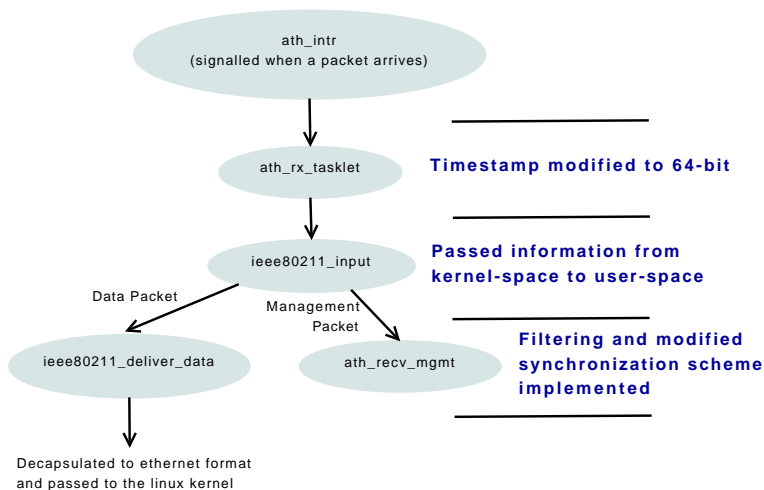 ath_intr
(signalled when a packet arrives)
ath_rx_tasklet
Timestamp modified to 64-bit
ieee80211_input
Passed information from
kernel-space to user-space
Data Packet
Management
Packet
ieee80211_deliver_data
ath_recv_mgmt
Filtering and modified
synchronization scheme
implemented
Decapsulated to ethernet format
and passed to the linux kernel